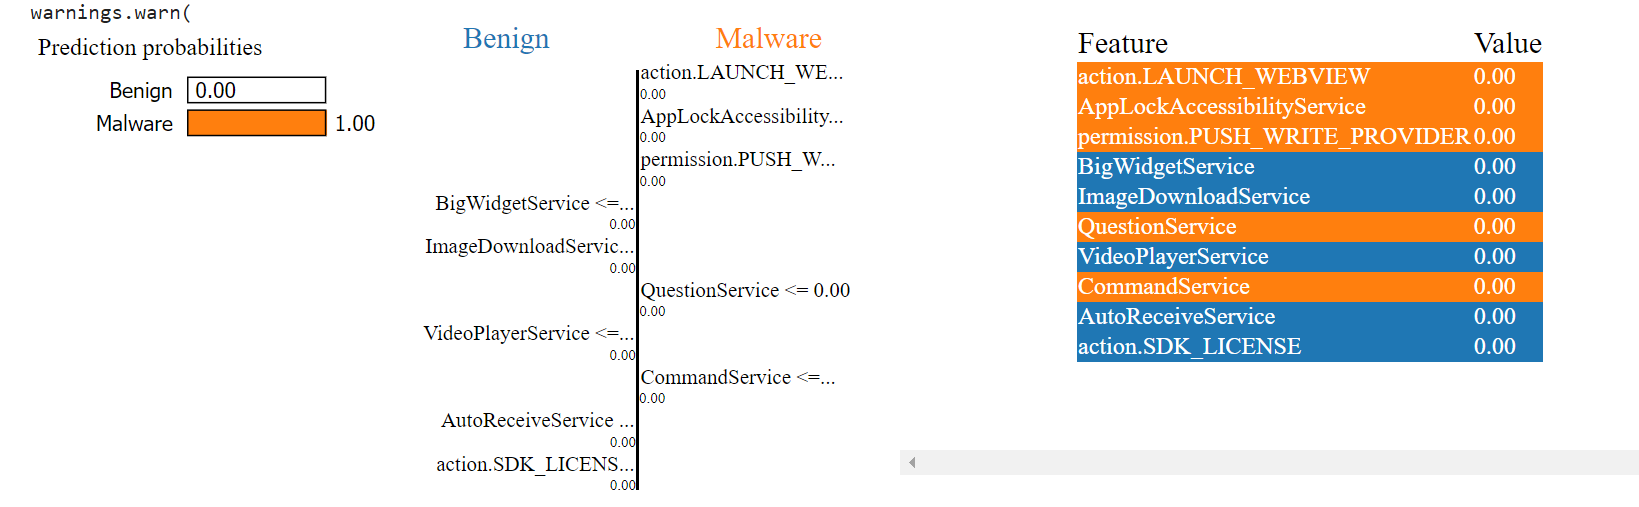 warnings.warn(
Prediction probabilities
Benign 0.00
Malware 1.00
Benign Malware
action.LAUNCH_WE...
0.00
AppLockAccessibility...
0.00
permission.PUSH_W...
0.00
BigWidgetService <=...
0.00
ImageDownloadServic...
0.00
QuestionService <= 0.00
0.00
VideoPlayerService <=...
0.00
CommandService <=...
0.00
AutoReceiveService ...
0.00
action.SDK_LICENS...
0.00
Feature Value
action.LAUNCH_WEBVIEW 0.00
AppLockAccessibilityService 0.00
permission.PUSH_WRITE_PROVIDER 0.00
BigWidgetService 0.00
ImageDownloadService 0.00
QuestionService 0.00
VideoPlayerService 0.00
CommandService 0.00
AutoReceiveService 0.00
action.SDK_LICENSE 0.00